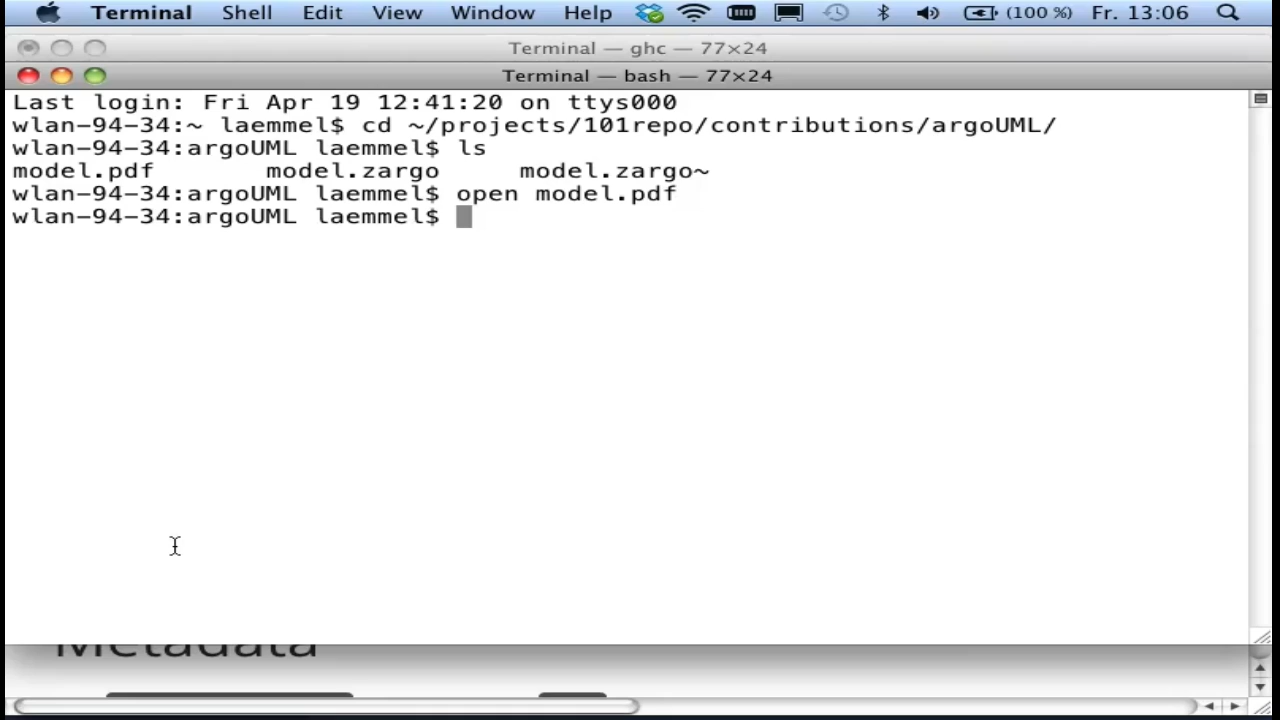 Terminal Shell Edit View Window Help (100 %) Fr. 13:06
Terminal — ghc — 77×24
Terminal — bash — 77×24
Last login: Fri Apr 19 12:41:20 on ttys000
wlan-94-34:~ laemmel$ cd ~/projects/101repo/contributions/argoUML/
wlan-94-34:argoUML laemmel$ ls
model.pdf model.zargo model.zargo~
wlan-94-34:argoUML laemmel$ open model.pdf
wlan-94-34:argoUML laemmel$
Metadata